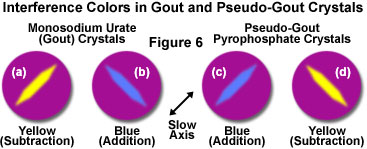 Interference Colors in Gout and Pseudo-Gout Crystals
Monosodium Urate
(Gout) Crystals
Figure 6
Pseudo-Gout
Pyrophosphate Crystals
(a)
(b)
(c)
(d)
Yellow
(Subtraction)
Blue
(Addition)
Slow
Axis
Blue
(Addition)
Yellow
(Subtraction)